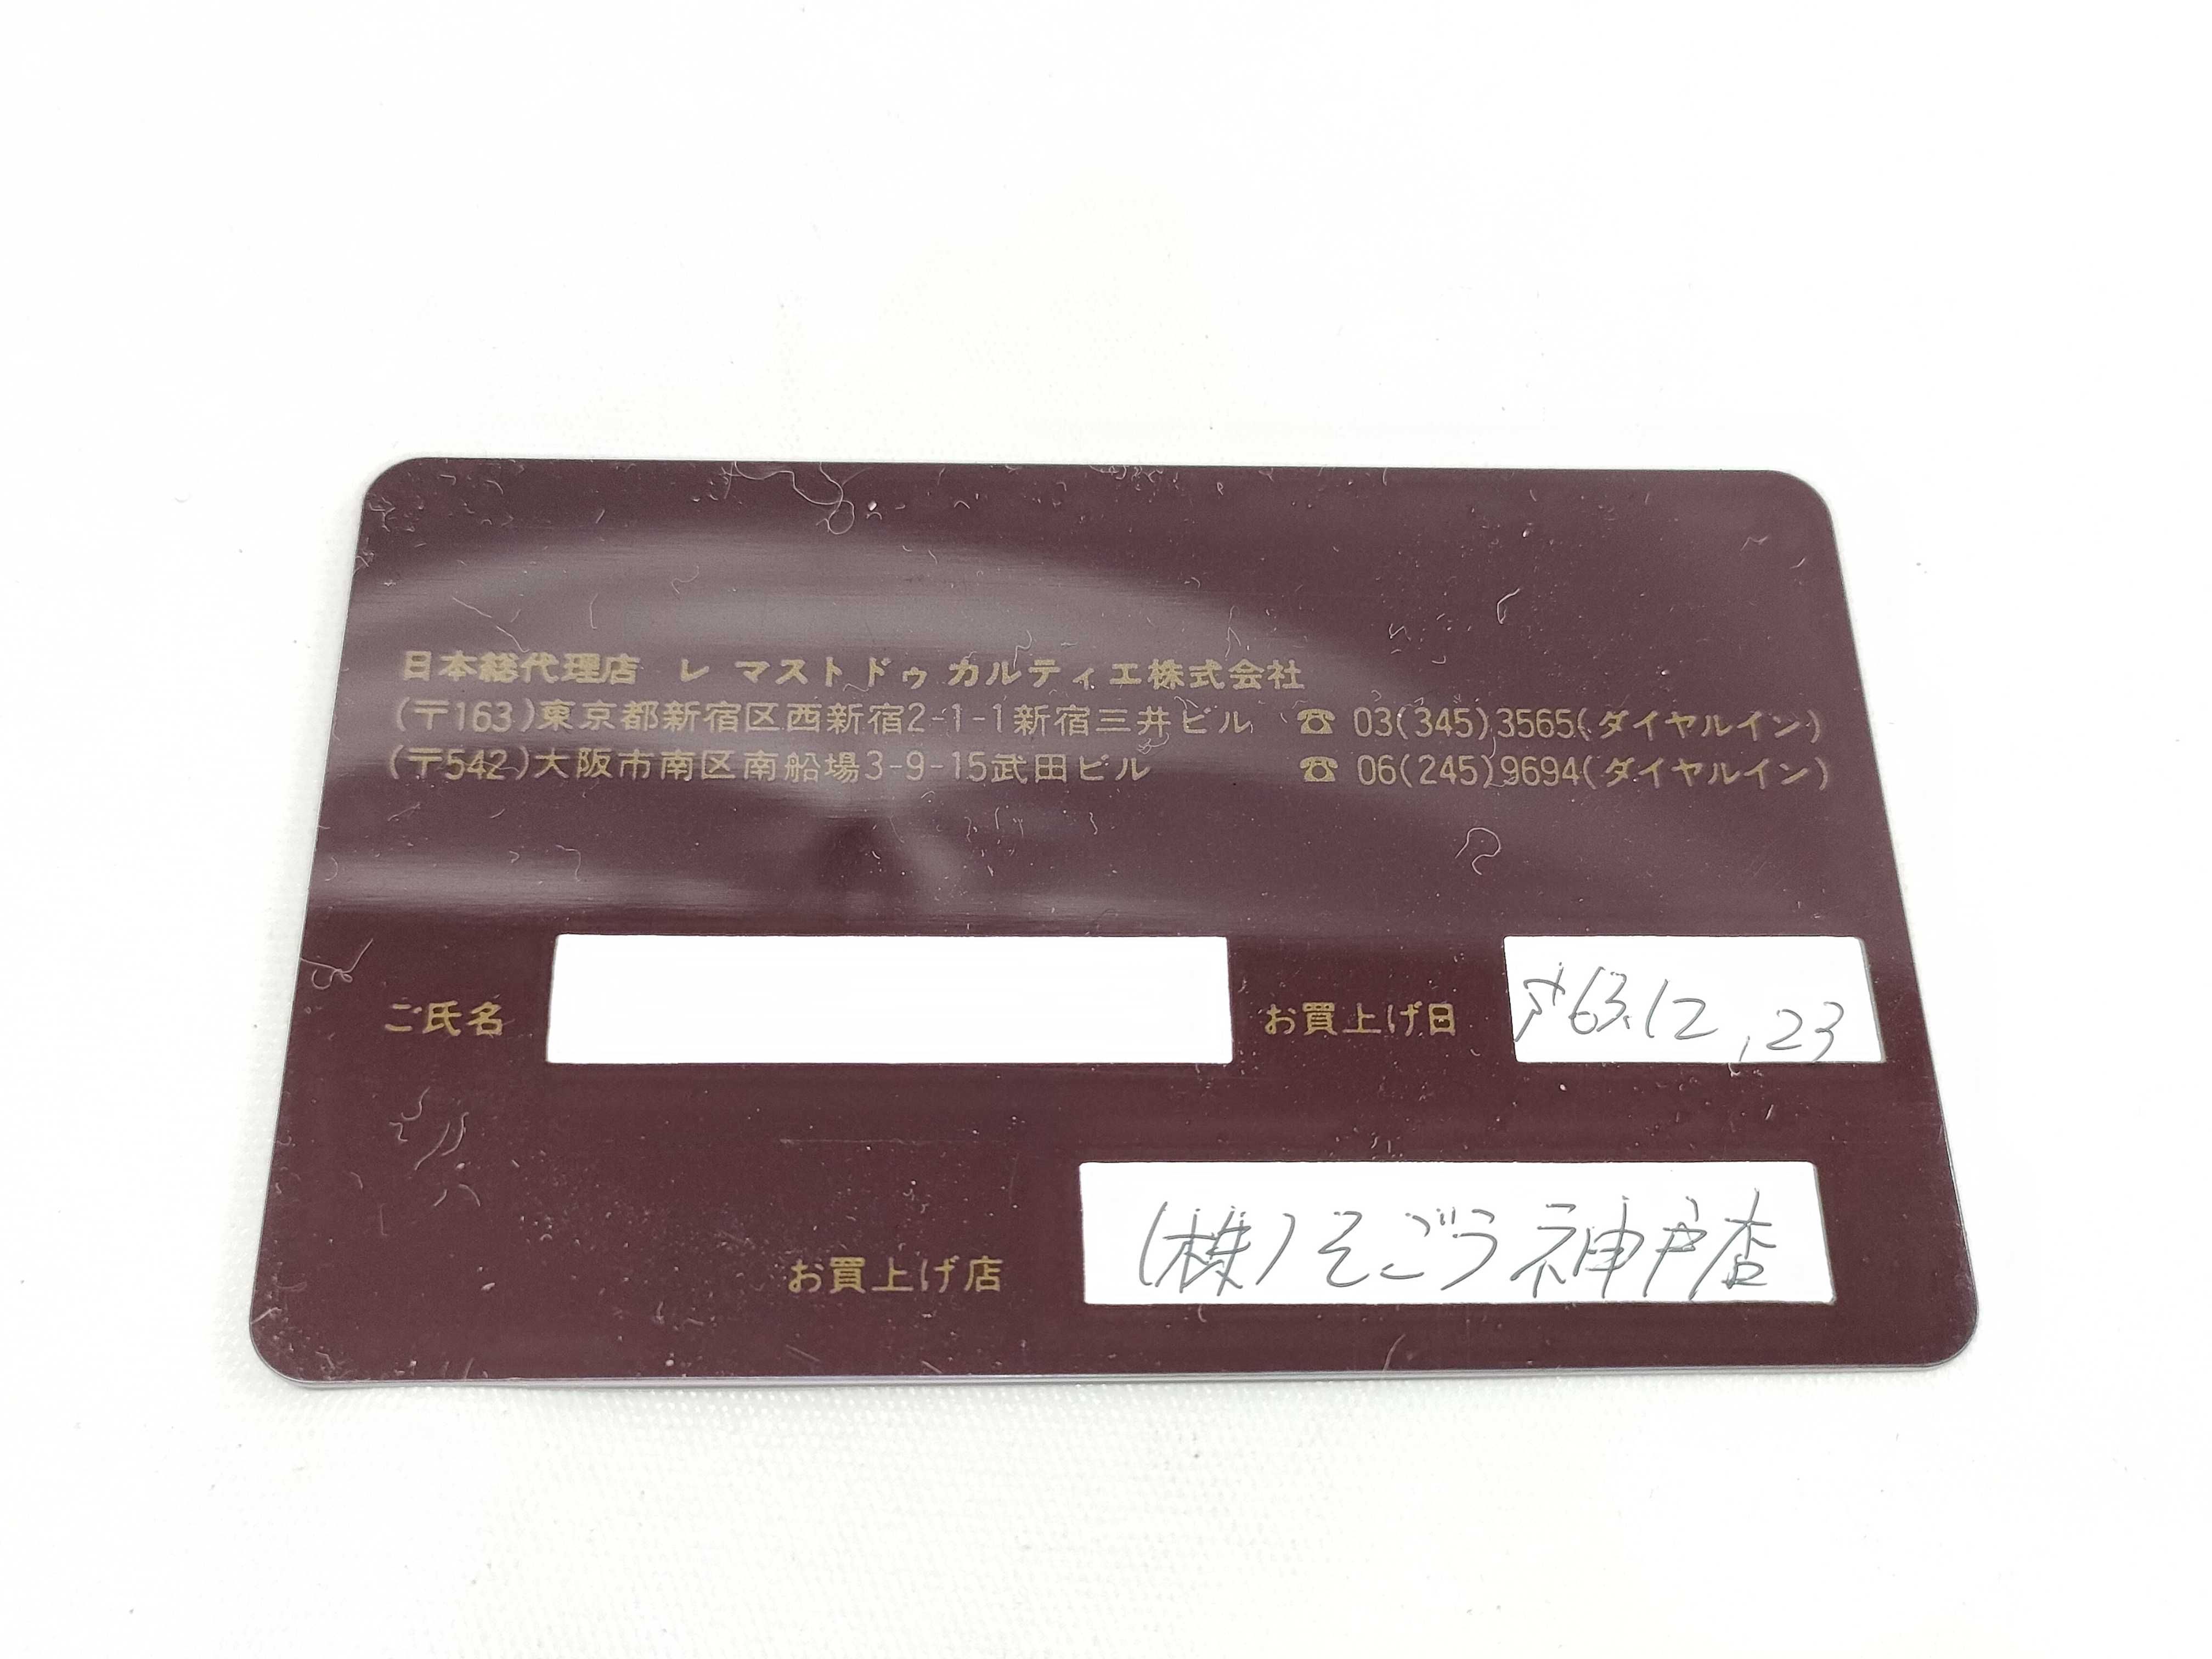 日本総代理店 レ マスト ドゥ カルティエ株式会社
(〒163)東京都新宿区西新宿2-1-1新宿三井ビル ☎ 03(345)3565(ダイヤルイン)
(〒542)大阪市南区南船場3-9-15武田ビル ☎ 06(245)9694(ダイヤルイン)
ご氏名 お買上げ日 63.12.23
お買上げ店 (株)そごう神戸店